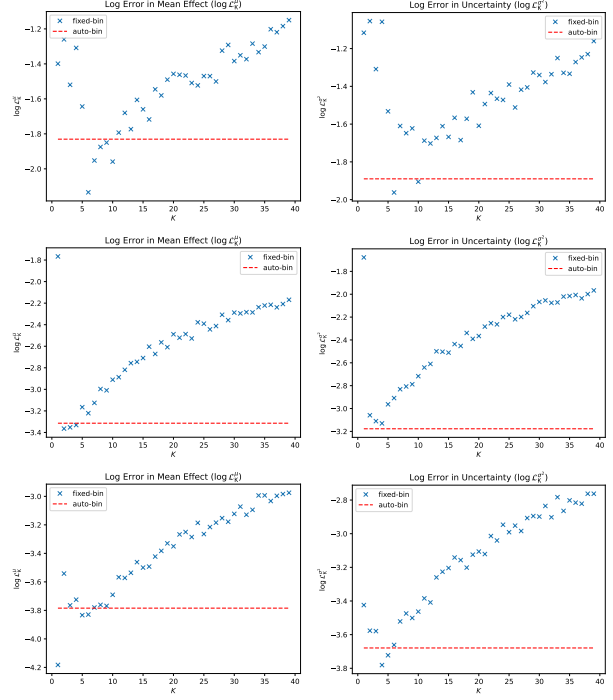 Log Error in Mean Effect (log ℒ_K^μ)
−1.2
−1.4
−1.6
−1.8
−2.0
log ℒ_K^μ
0 5 10 15 20 25 30 35 40
K
fixed-bin
auto-bin
Log Error in Uncertainty (log ℒ_K^σ²)
−1.2
−1.4
−1.6
−1.8
−2.0
log ℒ_K^σ²
0 5 10 15 20 25 30 35 40
K
fixed-bin
auto-bin
Log Error in Mean Effect (log ℒ_K^μ)
−1.8
−2.0
−2.2
−2.4
−2.6
−2.8
−3.0
−3.2
−3.4
log ℒ_K^μ
0 5 10 15 20 25 30 35 40
K
fixed-bin
auto-bin
Log Error in Uncertainty (log ℒ_K^σ²)
−1.8
−2.0
−2.2
−2.4
−2.6
−2.8
−3.0
−3.2
log ℒ_K^σ²
0 5 10 15 20 25 30 35 40
K
fixed-bin
auto-bin
Log Error in Mean Effect (log ℒ_K^μ)
−3.0
−3.2
−3.4
−3.6
−3.8
−4.0
−4.2
log ℒ_K^μ
0 5 10 15 20 25 30 35 40
K
fixed-bin
auto-bin
Log Error in Uncertainty (log ℒ_K^σ²)
−2.8
−3.0
−3.2
−3.4
−3.6
−3.8
log ℒ_K^σ²
0 5 10 15 20 25 30 35 40
K
fixed-bin
auto-bin